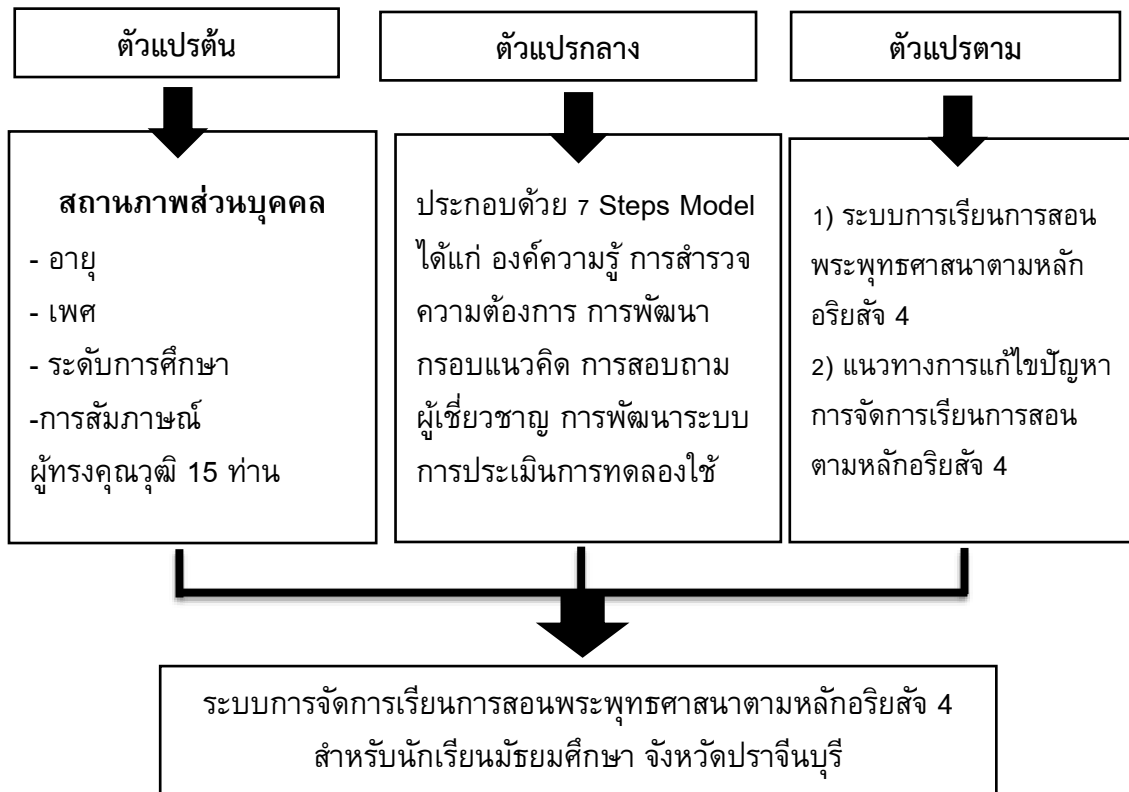 ตัวแปรต้น
ตัวแปรกลาง
ตัวแปรตาม
สถานภาพส่วนบุคคล
- อายุ
- เพศ
- ระดับการศึกษา
-การสัมภาษณ์
ผู้ทรงคุณวุฒิ 15 ท่าน
ประกอบด้วย 7 Steps Model
ได้แก่ องค์ความรู้ การสำรวจ
ความต้องการ การพัฒนา
กรอบแนวคิด การสอบถาม
ผู้เชี่ยวชาญ การพัฒนาระบบ
การประเมินการทดลองใช้
1) ระบบการเรียนการสอน
พระพุทธศาสนาตามหลัก
อริยสัจ 4
2) แนวทางการแก้ไขปัญหา
การจัดการเรียนการสอน
ตามหลักอริยสัจ 4
ระบบการจัดการเรียนการสอนพระพุทธศาสนาตามหลักอริยสัจ 4
สำหรับนักเรียนมัธยมศึกษา จังหวัดปราจีนบุรี